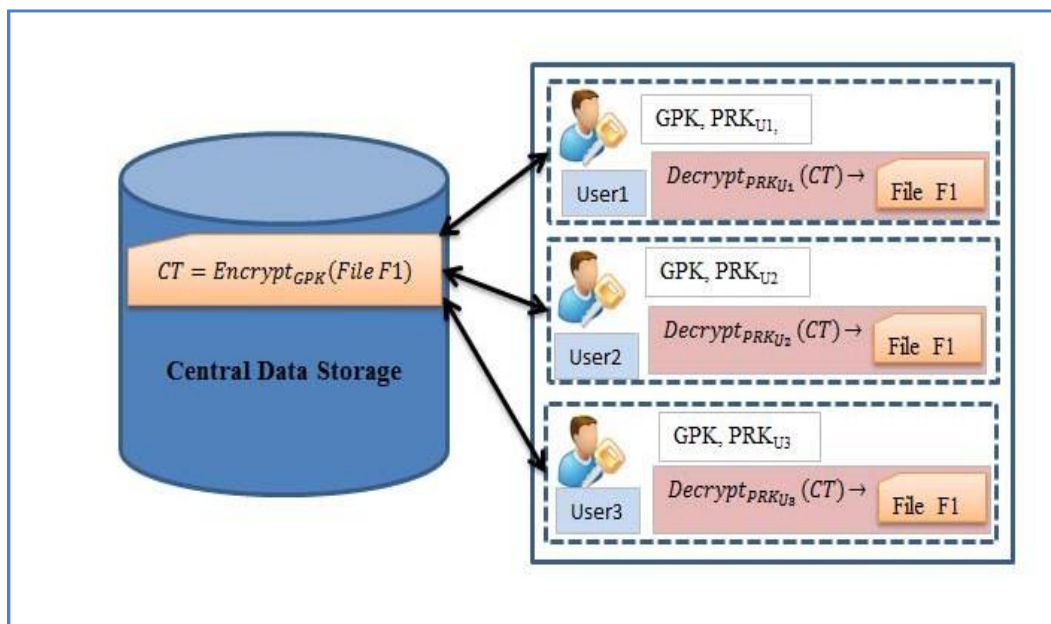 CT = Encrypt_GPK(File F1)
Central Data Storage
GPK, PRK_U1,
Decrypt_PRK_U₁ (CT) →
File F1
User1
GPK, PRK_U2
Decrypt_PRK_U₂ (CT) →
File F1
User2
GPK, PRK_U3
Decrypt_PRK_U₃ (CT) →
File F1
User3